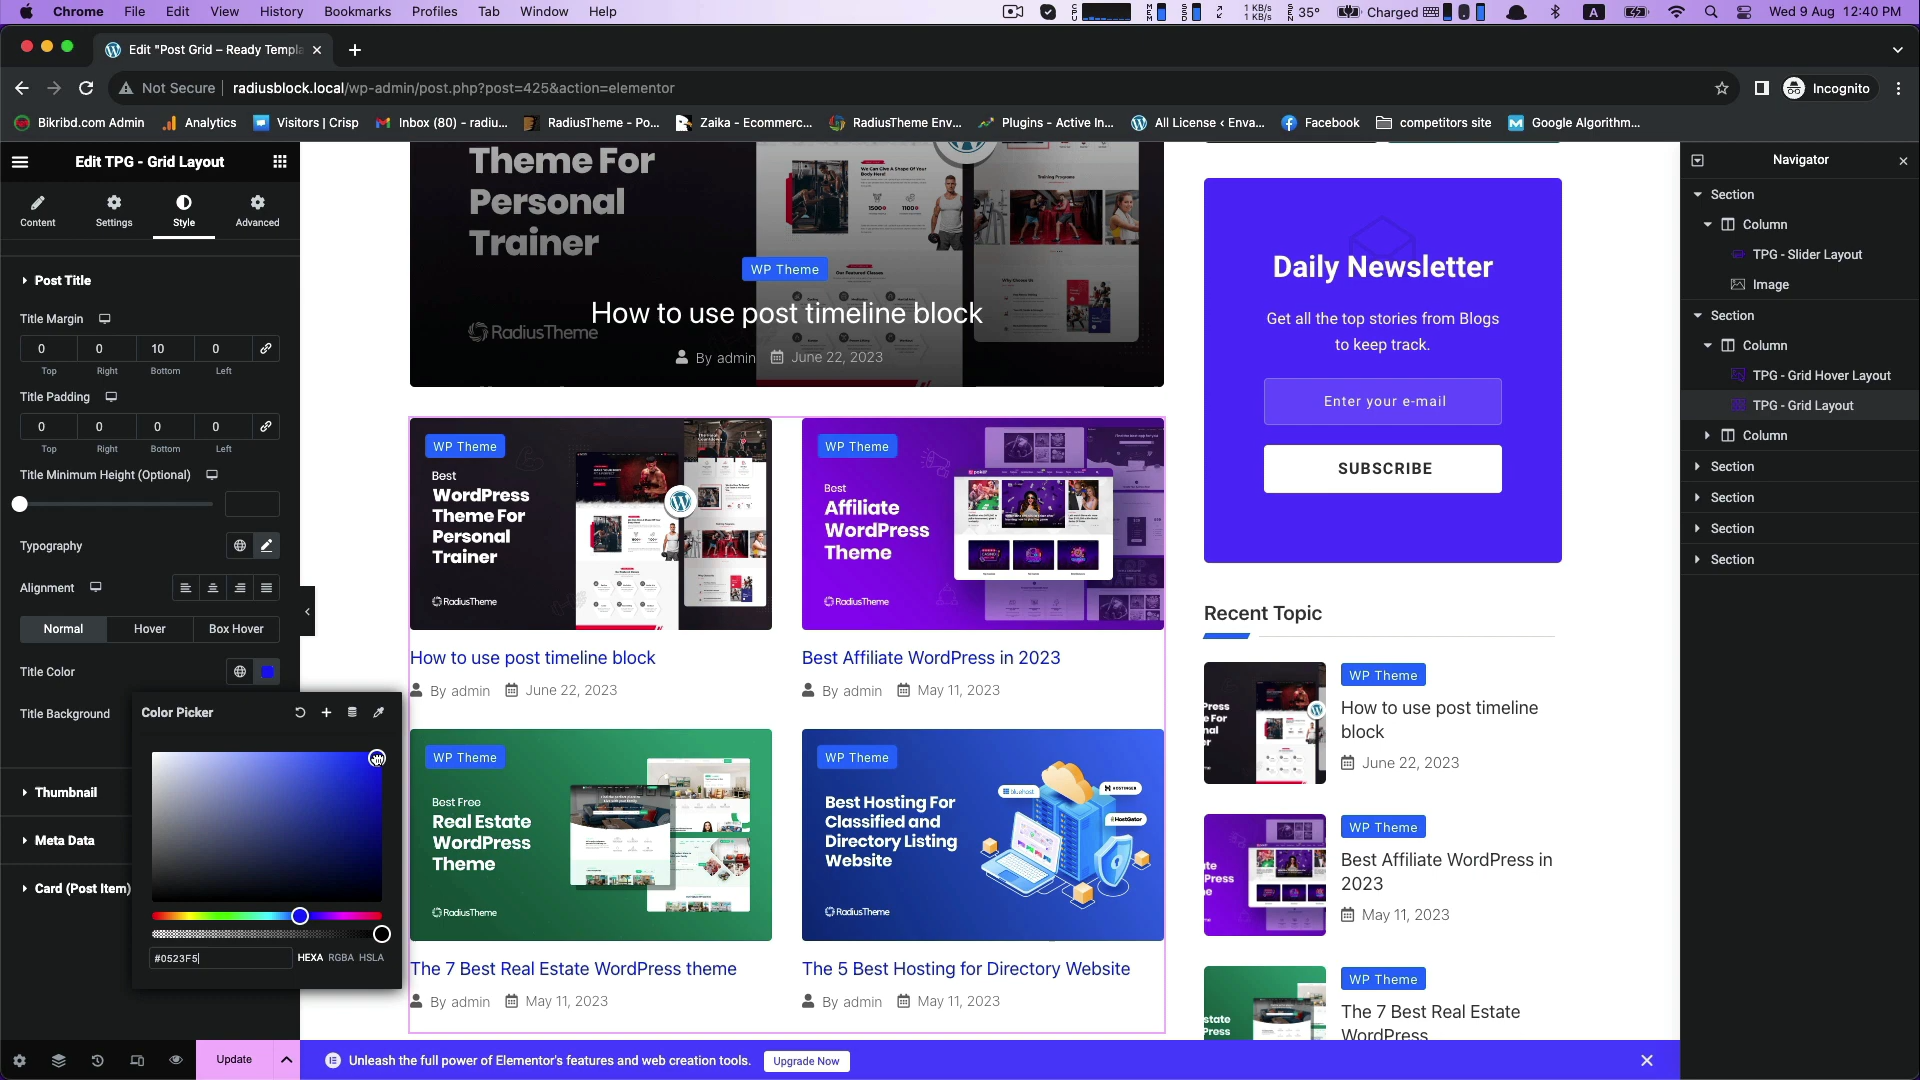 Chrome File Edit View History Bookmarks Profiles Tab Window Help
1 KB/s
1 KB/s
35° Charged A Wed 9 Aug 12:40 PM
Edit "Post Grid – Ready Templa
Not Secure radiusblock.local/wp-admin/post.php?post=425&action=elementor
Incognito
Bikribd.com Admin Analytics Visitors | Crisp Inbox (80) - radiu... RadiusTheme - Po... Zaika - Ecommerc... RadiusTheme Env... Plugins - Active In... All License ‹ Enva... Facebook competitors site Google Algorithm...
Edit TPG - Grid Layout
Content Settings Style Advanced
Post Title
Title Margin
0 0 10 0
Top Right Bottom Left
Title Padding
0 0 0 0
Top Right Bottom Left
Title Minimum Height (Optional)
Typography
Alignment
Normal Hover Box Hover
Title Color
Title Background
Color Picker
#0523F5
HEXA RGBA HSLA
Thumbnail
Meta Data
Card (Post Item)
Update
Theme For
Personal
Trainer
RadiusTheme
WP Theme
How to use post timeline block
By admin June 22, 2023
WP Theme
Best
WordPress
Theme For
Personal
Trainer
RadiusTheme
How to use post timeline block
By admin June 22, 2023
WP Theme
Best
Affiliate
WordPress
Theme
RadiusTheme
Best Affiliate WordPress in 2023
By admin May 11, 2023
WP Theme
Best Free
Real Estate
WordPress
Theme
RadiusTheme
The 7 Best Real Estate WordPress theme
By admin May 11, 2023
WP Theme
Best Hosting For
Classified and
Directory Listing
Website
bluehost
HOSTINGER
HostGator
RadiusTheme
The 5 Best Hosting for Directory Website
By admin May 11, 2023
Daily Newsletter
Get all the top stories from Blogs
to keep track.
Enter your e-mail
SUBSCRIBE
Recent Topic
WP Theme
How to use post timeline
block
June 22, 2023
WP Theme
Best Affiliate WordPress in
2023
May 11, 2023
WP Theme
The 7 Best Real Estate
WordPress
Unleash the full power of Elementor's features and web creation tools. Upgrade Now
Navigator
Section
Column
TPG - Slider Layout
Image
Section
Column
TPG - Grid Hover Layout
TPG - Grid Layout
Column
Section
Section
Section
Section